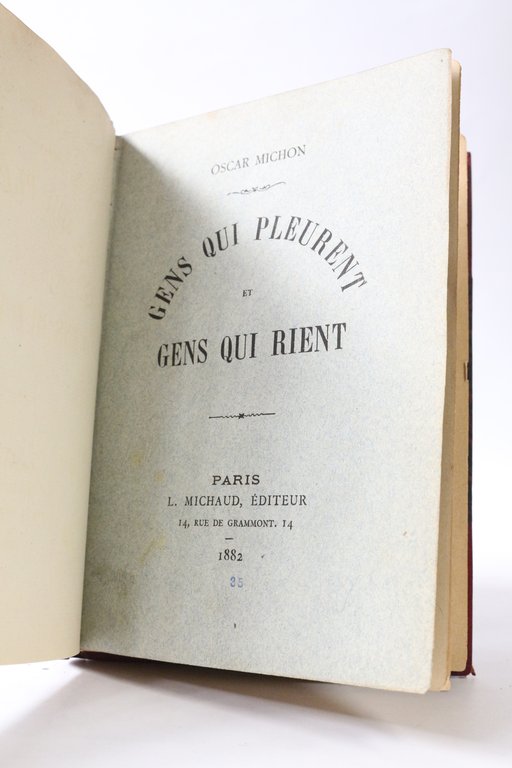 OSCAR MICHON
GENS QUI PLEURENT
ET
GENS QUI RIENT
PARIS
L. MICHAUD, ÉDITEUR
14, RUE DE GRAMMONT. 14
1882
35